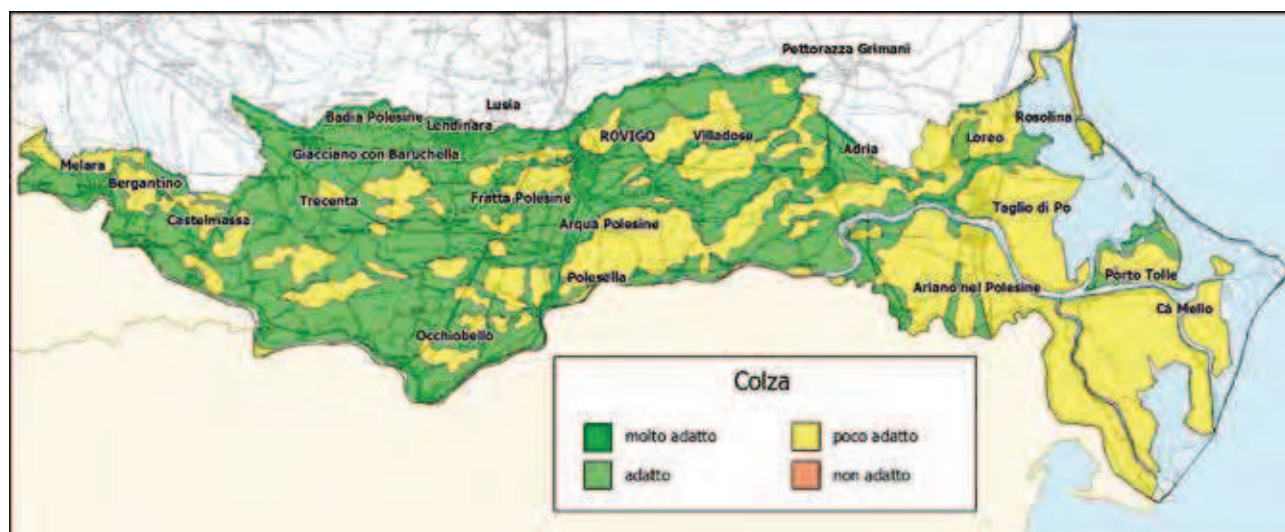 Pettorazza Grimani
Lusia
Badia Polesine
Lendinara
Rosolina
ROVIGO
Villadose
Loreo
Adria
Giacciano con Baruchella
Melara
Bergantino
Trecenta
Fratta Polesine
Taglio di Po
Castelmassa
Arquà Polesine
Polesella
Porto Tolle
Ariano nel Polesine
Cà Mello
Occhiobello
Colza
molto adatto
poco adatto
adatto
non adatto